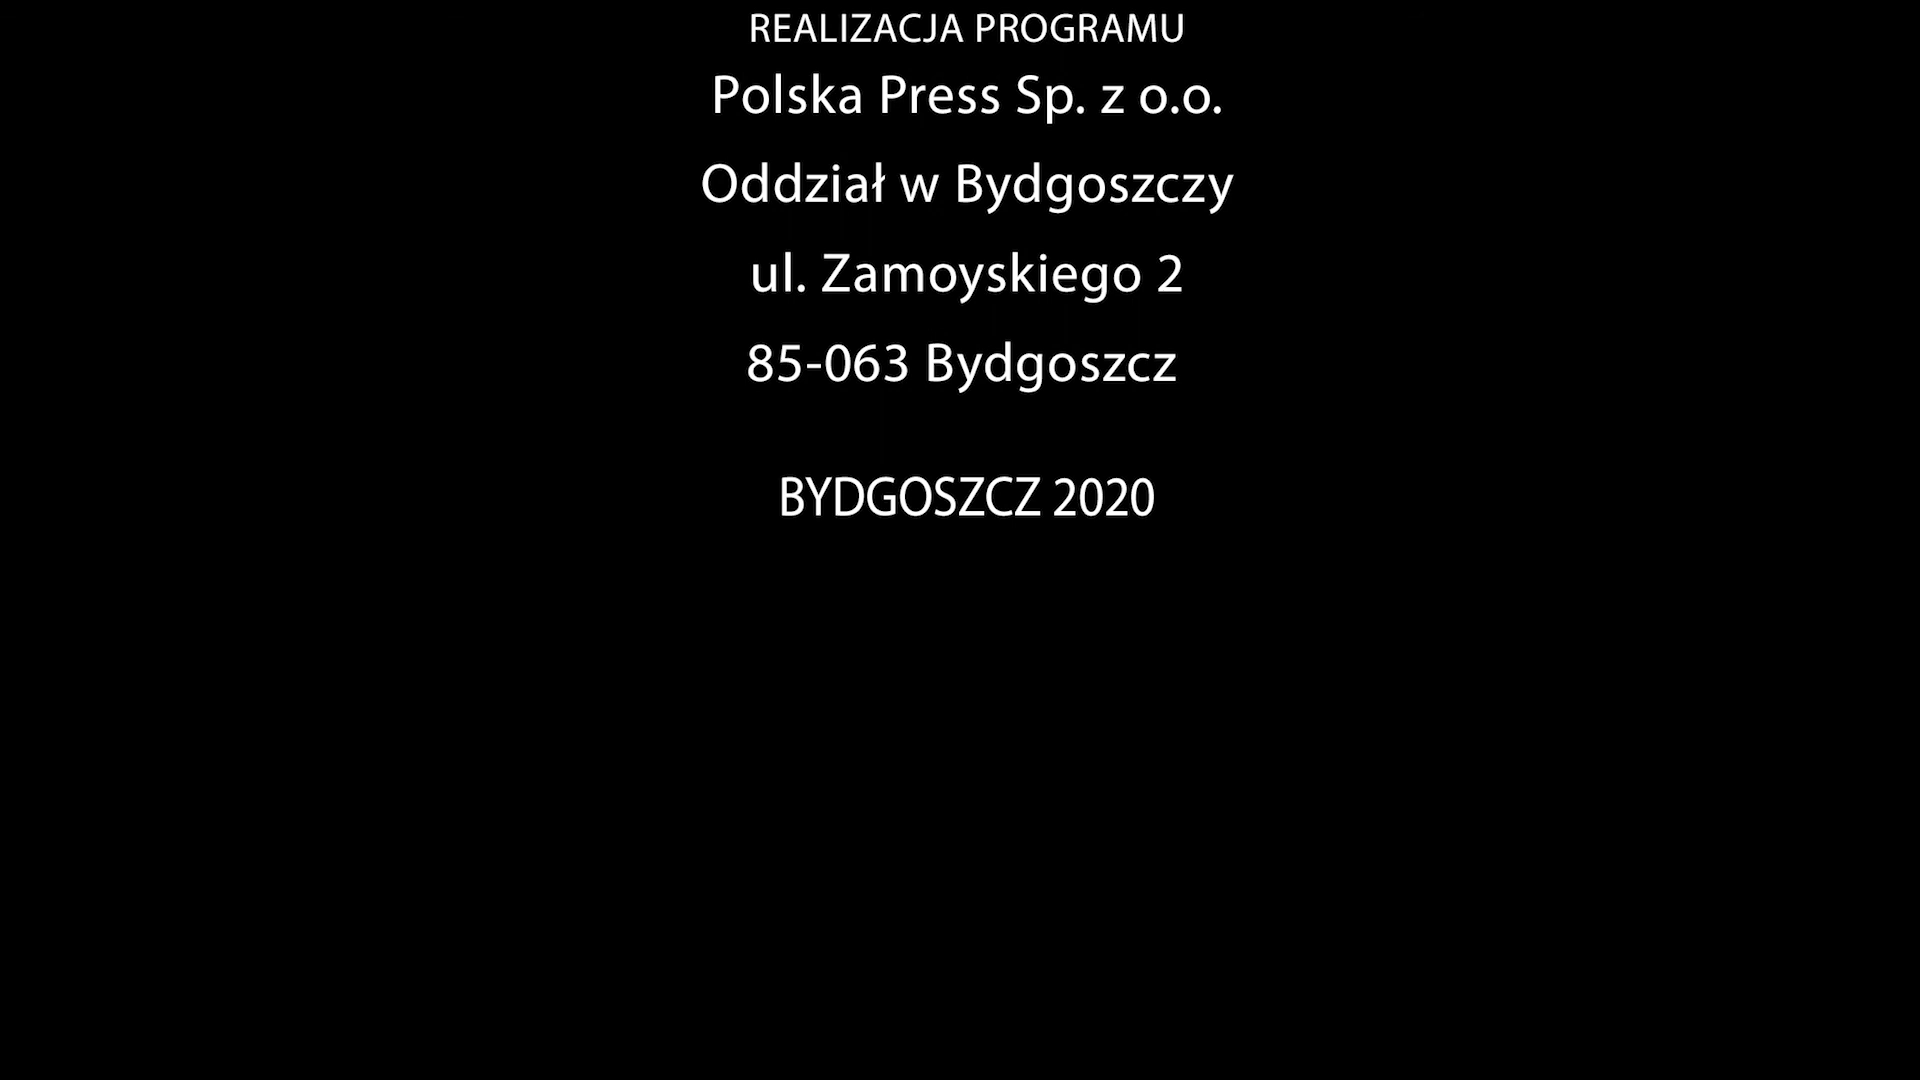 REALIZACJA PROGRAMU
Polska Press Sp. z o.o.
Oddział w Bydgoszczy
ul. Zamoyskiego 2
85-063 Bydgoszcz
BYDGOSZCZ 2020